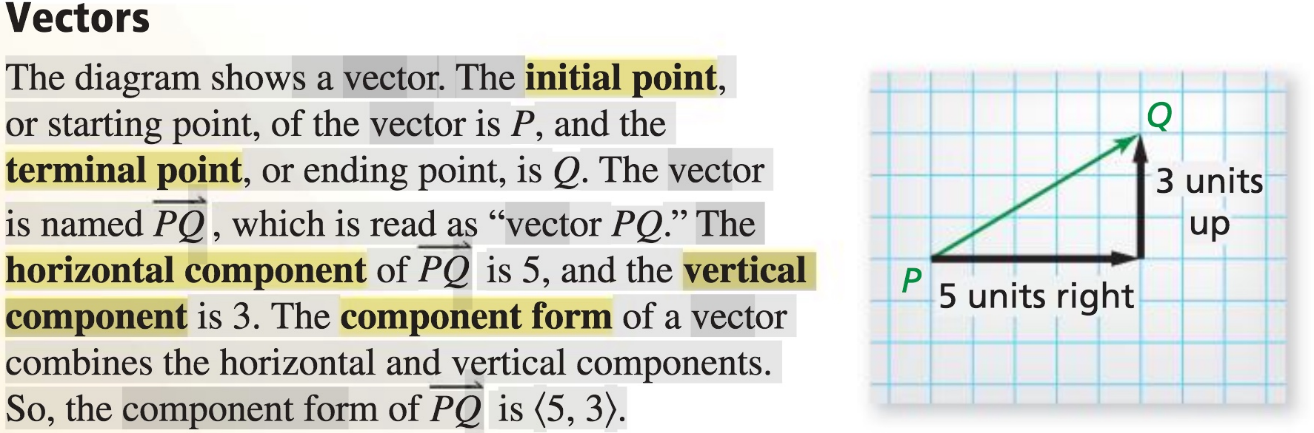 Vectors
The diagram shows a vector. The initial point,
or starting point, of the vector is P, and the
terminal point, or ending point, is Q. The vector
is named PQ⃗, which is read as “vector PQ.” The
horizontal component of PQ⃗ is 5, and the vertical
component is 3. The component form of a vector
combines the horizontal and vertical components.
So, the component form of PQ⃗ is ⟨5, 3⟩.
Q
3 units
up
P
5 units right